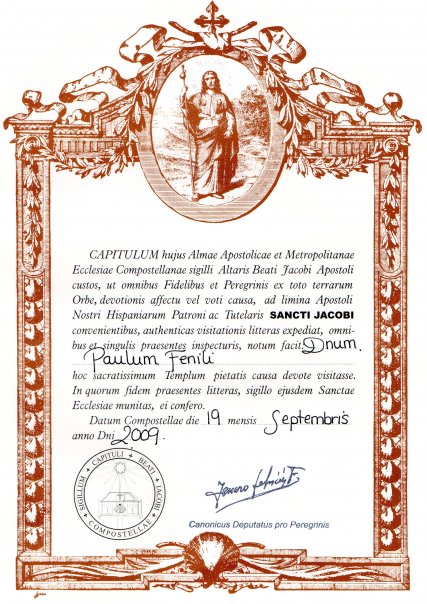 CAPITULUM hujus Almae Apostolicae et Metropolitanae
Ecclesiae Compostellanae sigilli Altaris Beati Jacobi Apostoli
custos, ut omnibus Fidelibus et Peregrinis ex toto terrarum
Orbe, devotionis affectu vel voti causa, ad limina Apostoli
Nostri Hispaniarum Patroni ac Tutelaris SANCTI JACOBI
convenientibus, authenticas visitationis litteras expediat, omni-
bus et singulis praesentes inspecturis, notum facit: Dnum.
Paulum Fenili
hoc sacratissimum Templum pietatis causa devote visitasse.
In quorum fidem praesentes litteras, sigillo ejusdem Sanctae
Ecclesiae munitas, ei confero.
Datum Compostellae die 19 mensis Septembris
anno Dni 2009.
SIGILLUM CAPITULI BEATI JACOBI
COMPOSTELLAE
Canonicus Deputatus pro Peregrinis